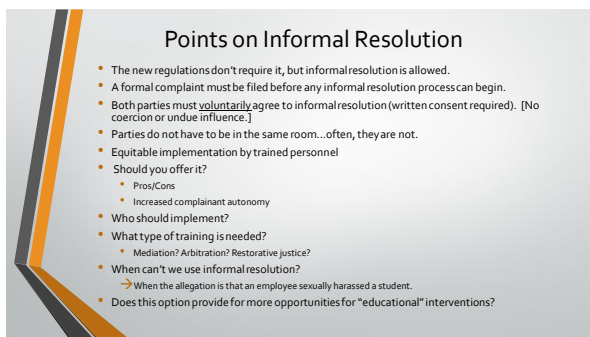 Points on Informal Resolution
• The new regulations don't require it, but informal resolution is allowed.
• A formal complaint must be filed before any informal resolution process can begin.
• Both parties must voluntarily agree to informal resolution (written consent required). [No
coercion or undue influence.]
• Parties do not have to be in the same room...often, they are not.
• Equitable implementation by trained personnel
• Should you offer it?
• Pros/Cons
• Increased complainant autonomy
• Who should implement?
• What type of training is needed?
• Mediation? Arbitration? Restorative justice?
• When can't we use informal resolution?
→ When the allegation is that an employee sexually harassed a student.
• Does this option provide for more opportunities for "educational" interventions?